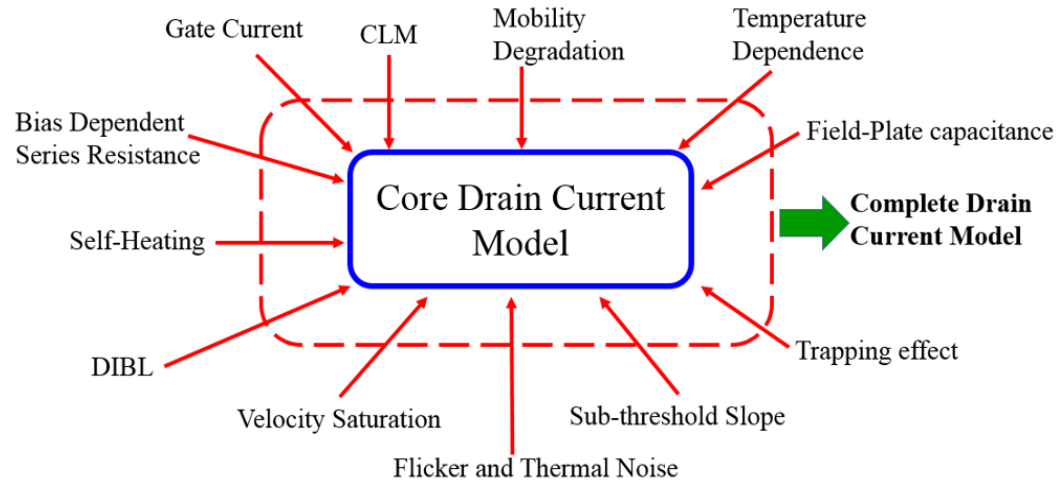 Gate Current
CLM
Mobility
Degradation
Temperature
Dependence
Bias Dependent
Series Resistance
Field-Plate capacitance
Core Drain Current
Model
Complete Drain
Current Model
Self-Heating
DIBL
Trapping effect
Velocity Saturation
Sub-threshold Slope
Flicker and Thermal Noise